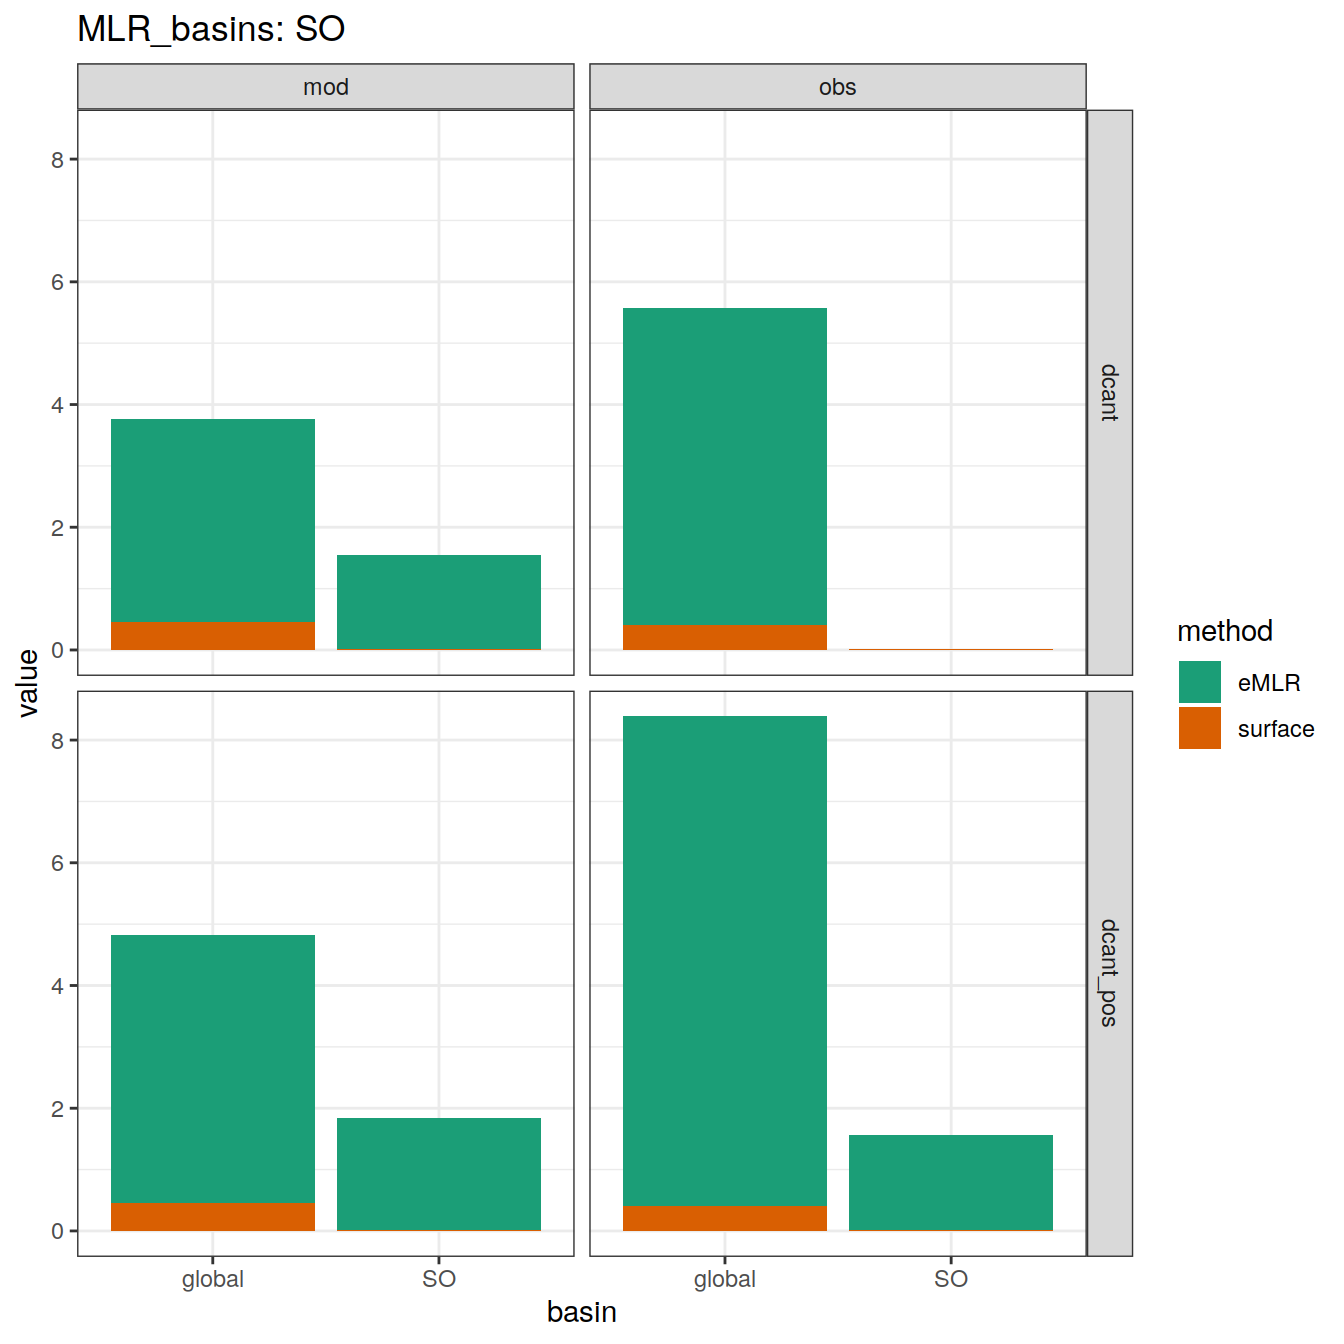 MLR_basins: SO
mod
obs
8
6
4
2
0
dcant
8
6
4
2
0
dcant_pos
value
global
SO
global
SO
basin
method
eMLR
surface